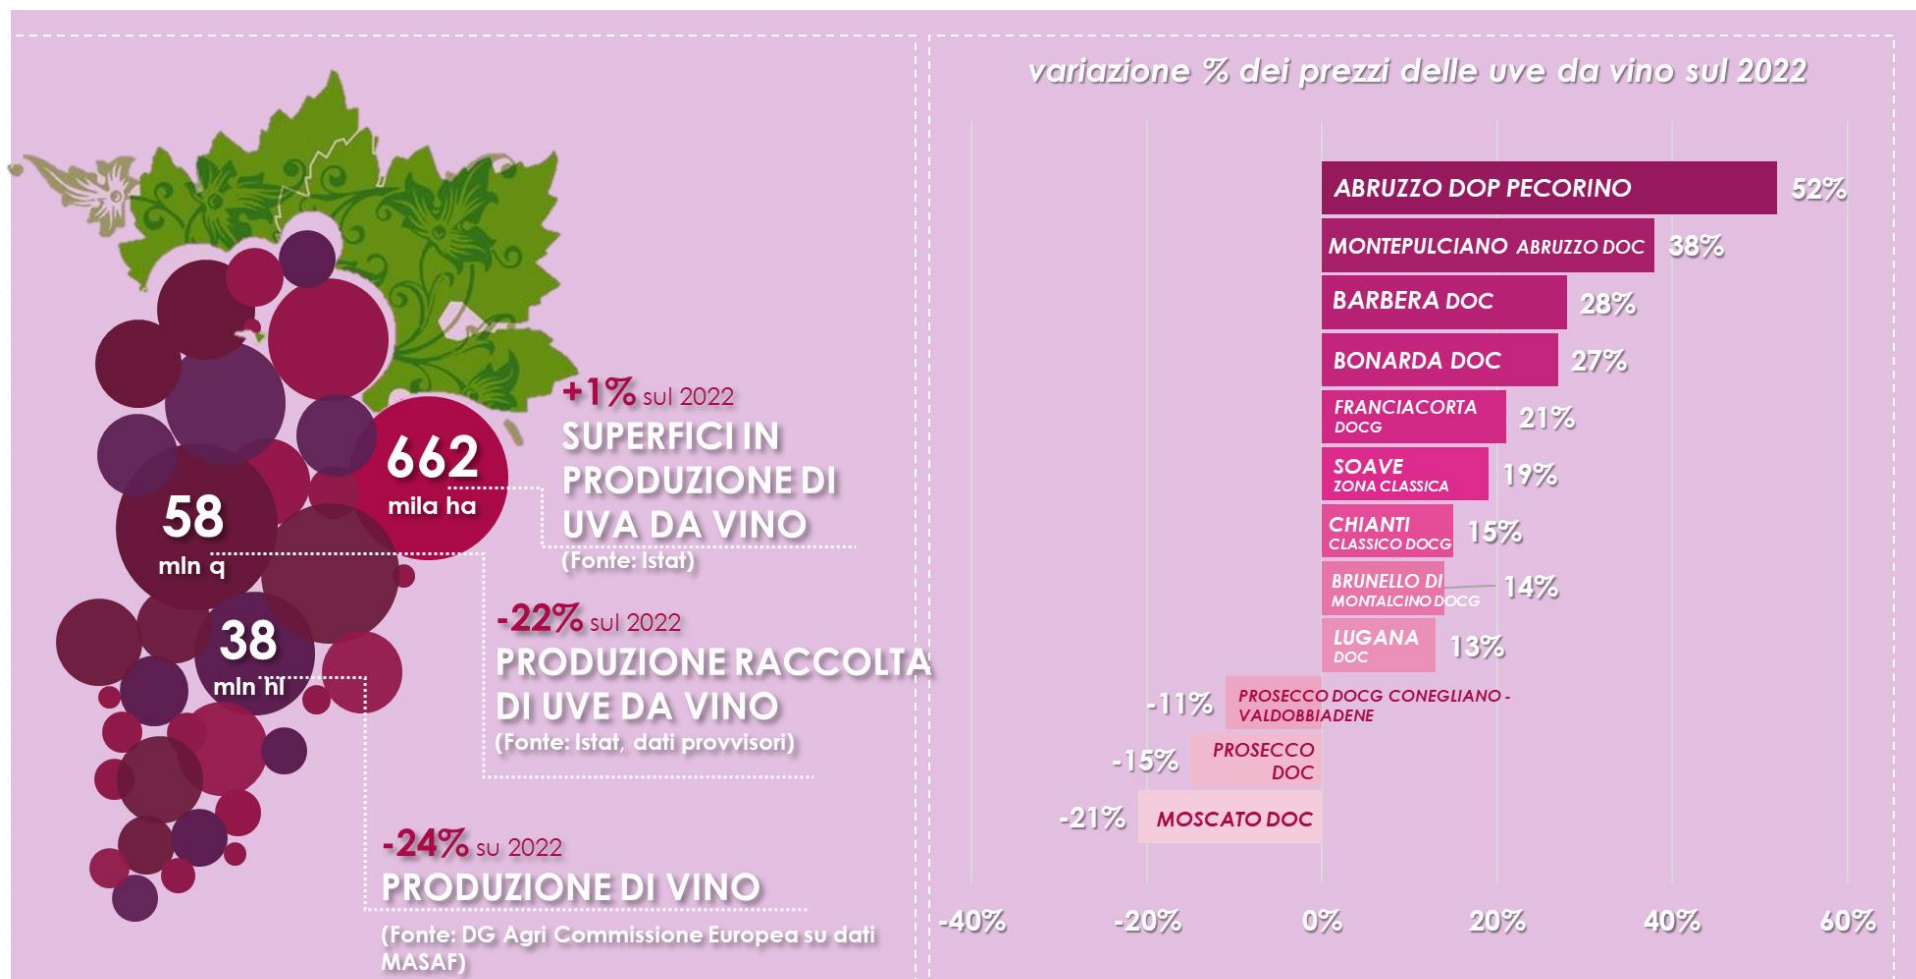 662
mila ha
58
mln q
38
mln hl
+1% sul 2022
SUPERFICI IN
PRODUZIONE DI
UVA DA VINO
(Fonte: Istat)
-22% sul 2022
PRODUZIONE RACCOLTA
DI UVE DA VINO
(Fonte: Istat, dati provvisori)
-24% su 2022
PRODUZIONE DI VINO
(Fonte: DG Agri Commissione Europea su dati
MASAF)
variazione % dei prezzi delle uve da vino sul 2022
ABRUZZO DOP PECORINO 52%
MONTEPULCIANO ABRUZZO DOC 38%
BARBERA DOC 28%
BONARDA DOC 27%
FRANCIACORTA
DOCG
21%
SOAVE
ZONA CLASSICA
19%
CHIANTI
CLASSICO DOCG
15%
BRUNELLO DI
MONTALCINO DOCG
14%
LUGANA
DOC
13%
-11%
PROSECCO DOCG CONEGLIANO -
VALDOBBIADENE
-15%
PROSECCO
DOC
-21% MOSCATO DOC
-40% -20% 0% 20% 40% 60%